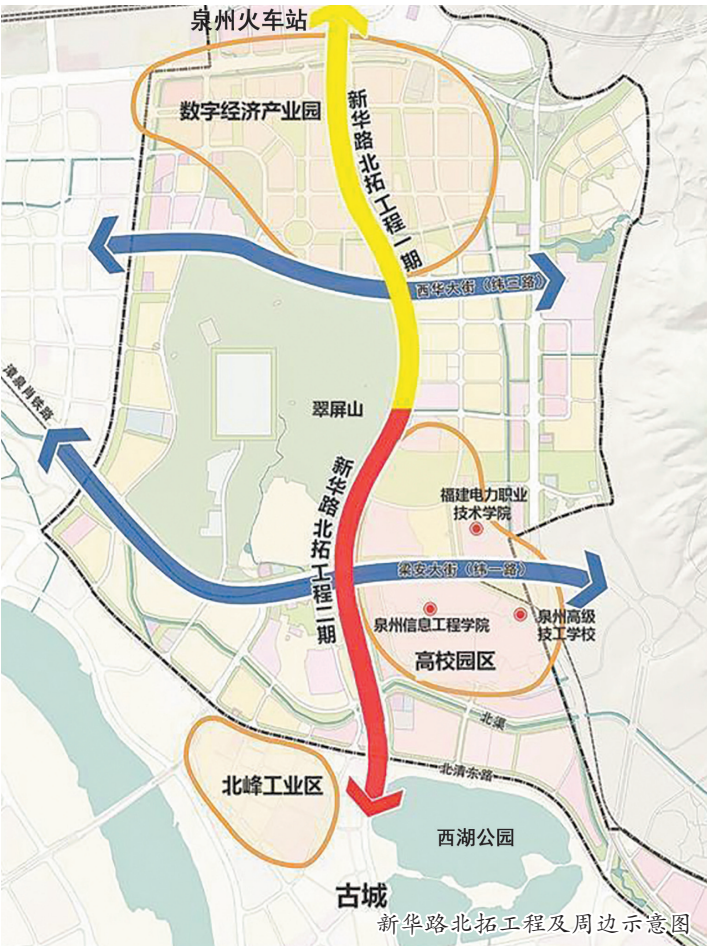 泉州火车站
数字经济产业园
新华路北拓工程一期
西华大街（纬三路）
漳泉肖铁路
翠屏山
新华路北拓工程二期
福建电力职业
技术学院
梁安大街（纬一路）
泉州信息工程学院
泉州高级
技工学校
高校园区
北渠
北清东路
北峰工业区
西湖公园
古城
新华路北拓工程及周边示意图